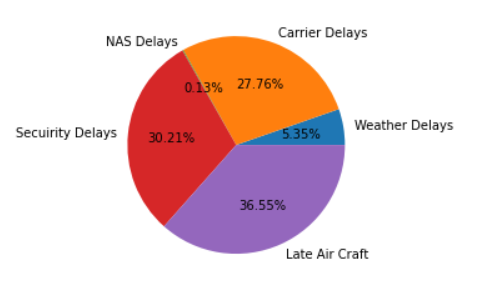 Carrier Delays
NAS Delays
27.76%
0.13%
Weather Delays
5.35%
Secuirity Delays
30.21%
36.55%
Late Air Craft